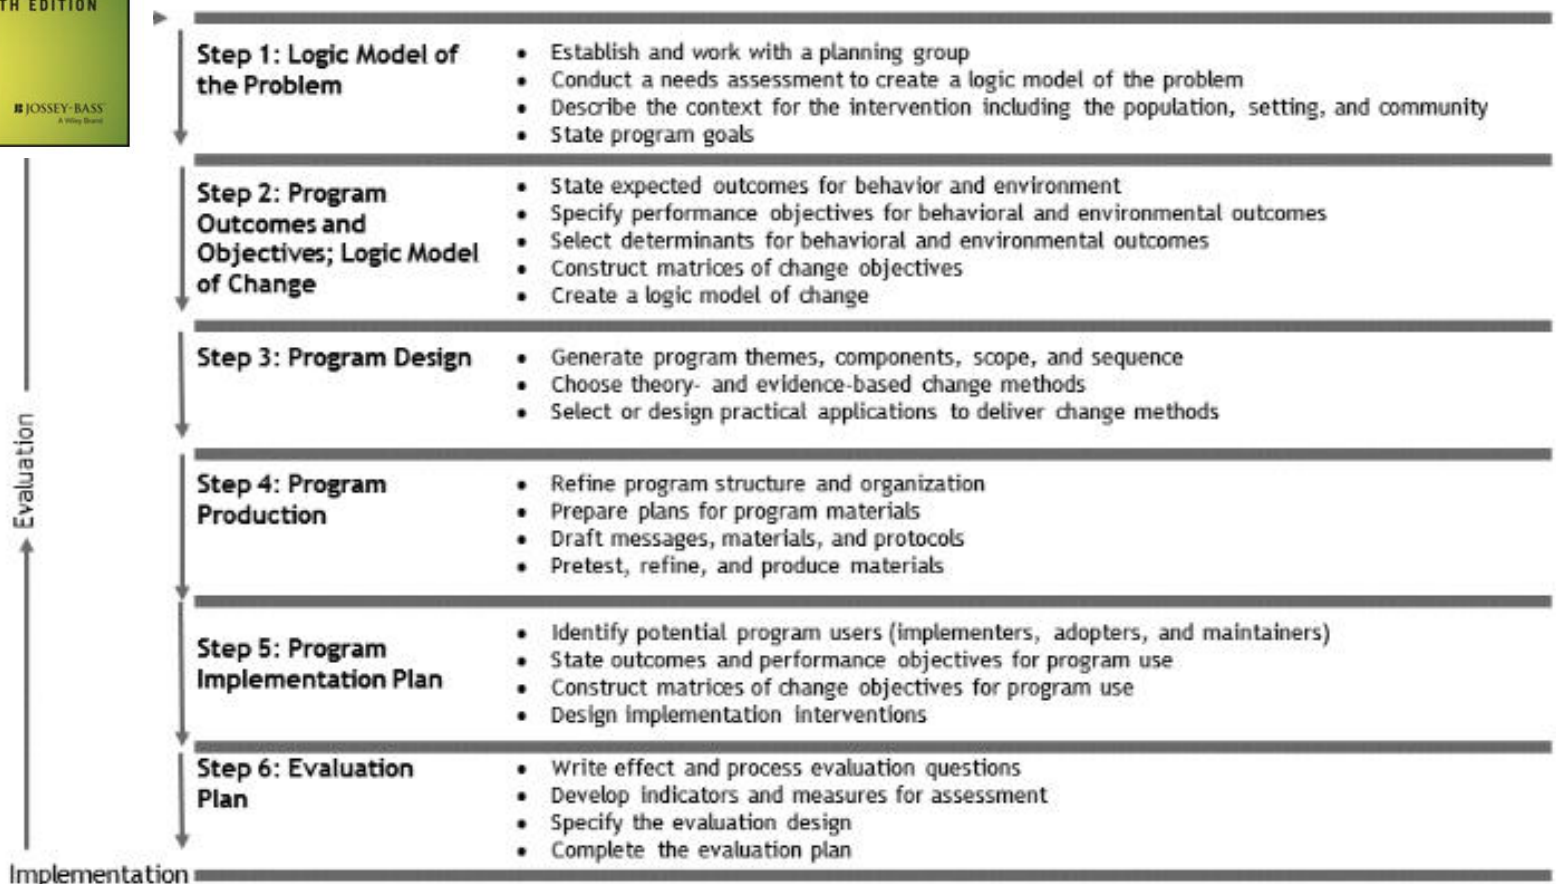 TH EDITION
JOSSEY-BASS
A Wiley Brand
Step 1: Logic Model of
the Problem
• Establish and work with a planning group
• Conduct a needs assessment to create a logic model of the problem
• Describe the context for the intervention including the population, setting, and community
• State program goals
Step 2: Program
Outcomes and
Objectives; Logic Model
of Change
• State expected outcomes for behavior and environment
• Specify performance objectives for behavioral and environmental outcomes
• Select determinants for behavioral and environmental outcomes
• Construct matrices of change objectives
• Create a logic model of change
Step 3: Program Design
• Generate program themes, components, scope, and sequence
• Choose theory- and evidence-based change methods
• Select or design practical applications to deliver change methods
Step 4: Program
Production
• Refine program structure and organization
• Prepare plans for program materials
• Draft messages, materials, and protocols
• Pretest, refine, and produce materials
Step 5: Program
Implementation Plan
• Identify potential program users (implementers, adopters, and maintainers)
• State outcomes and performance objectives for program use
• Construct matrices of change objectives for program use
• Design implementation interventions
Step 6: Evaluation
Plan
• Write effect and process evaluation questions
• Develop indicators and measures for assessment
• Specify the evaluation design
• Complete the evaluation plan
Evaluation
Implementation